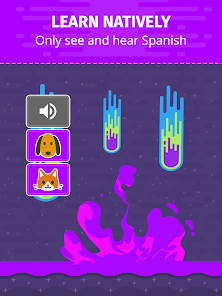 LEARN NATIVELY
Only see and hear Spanish